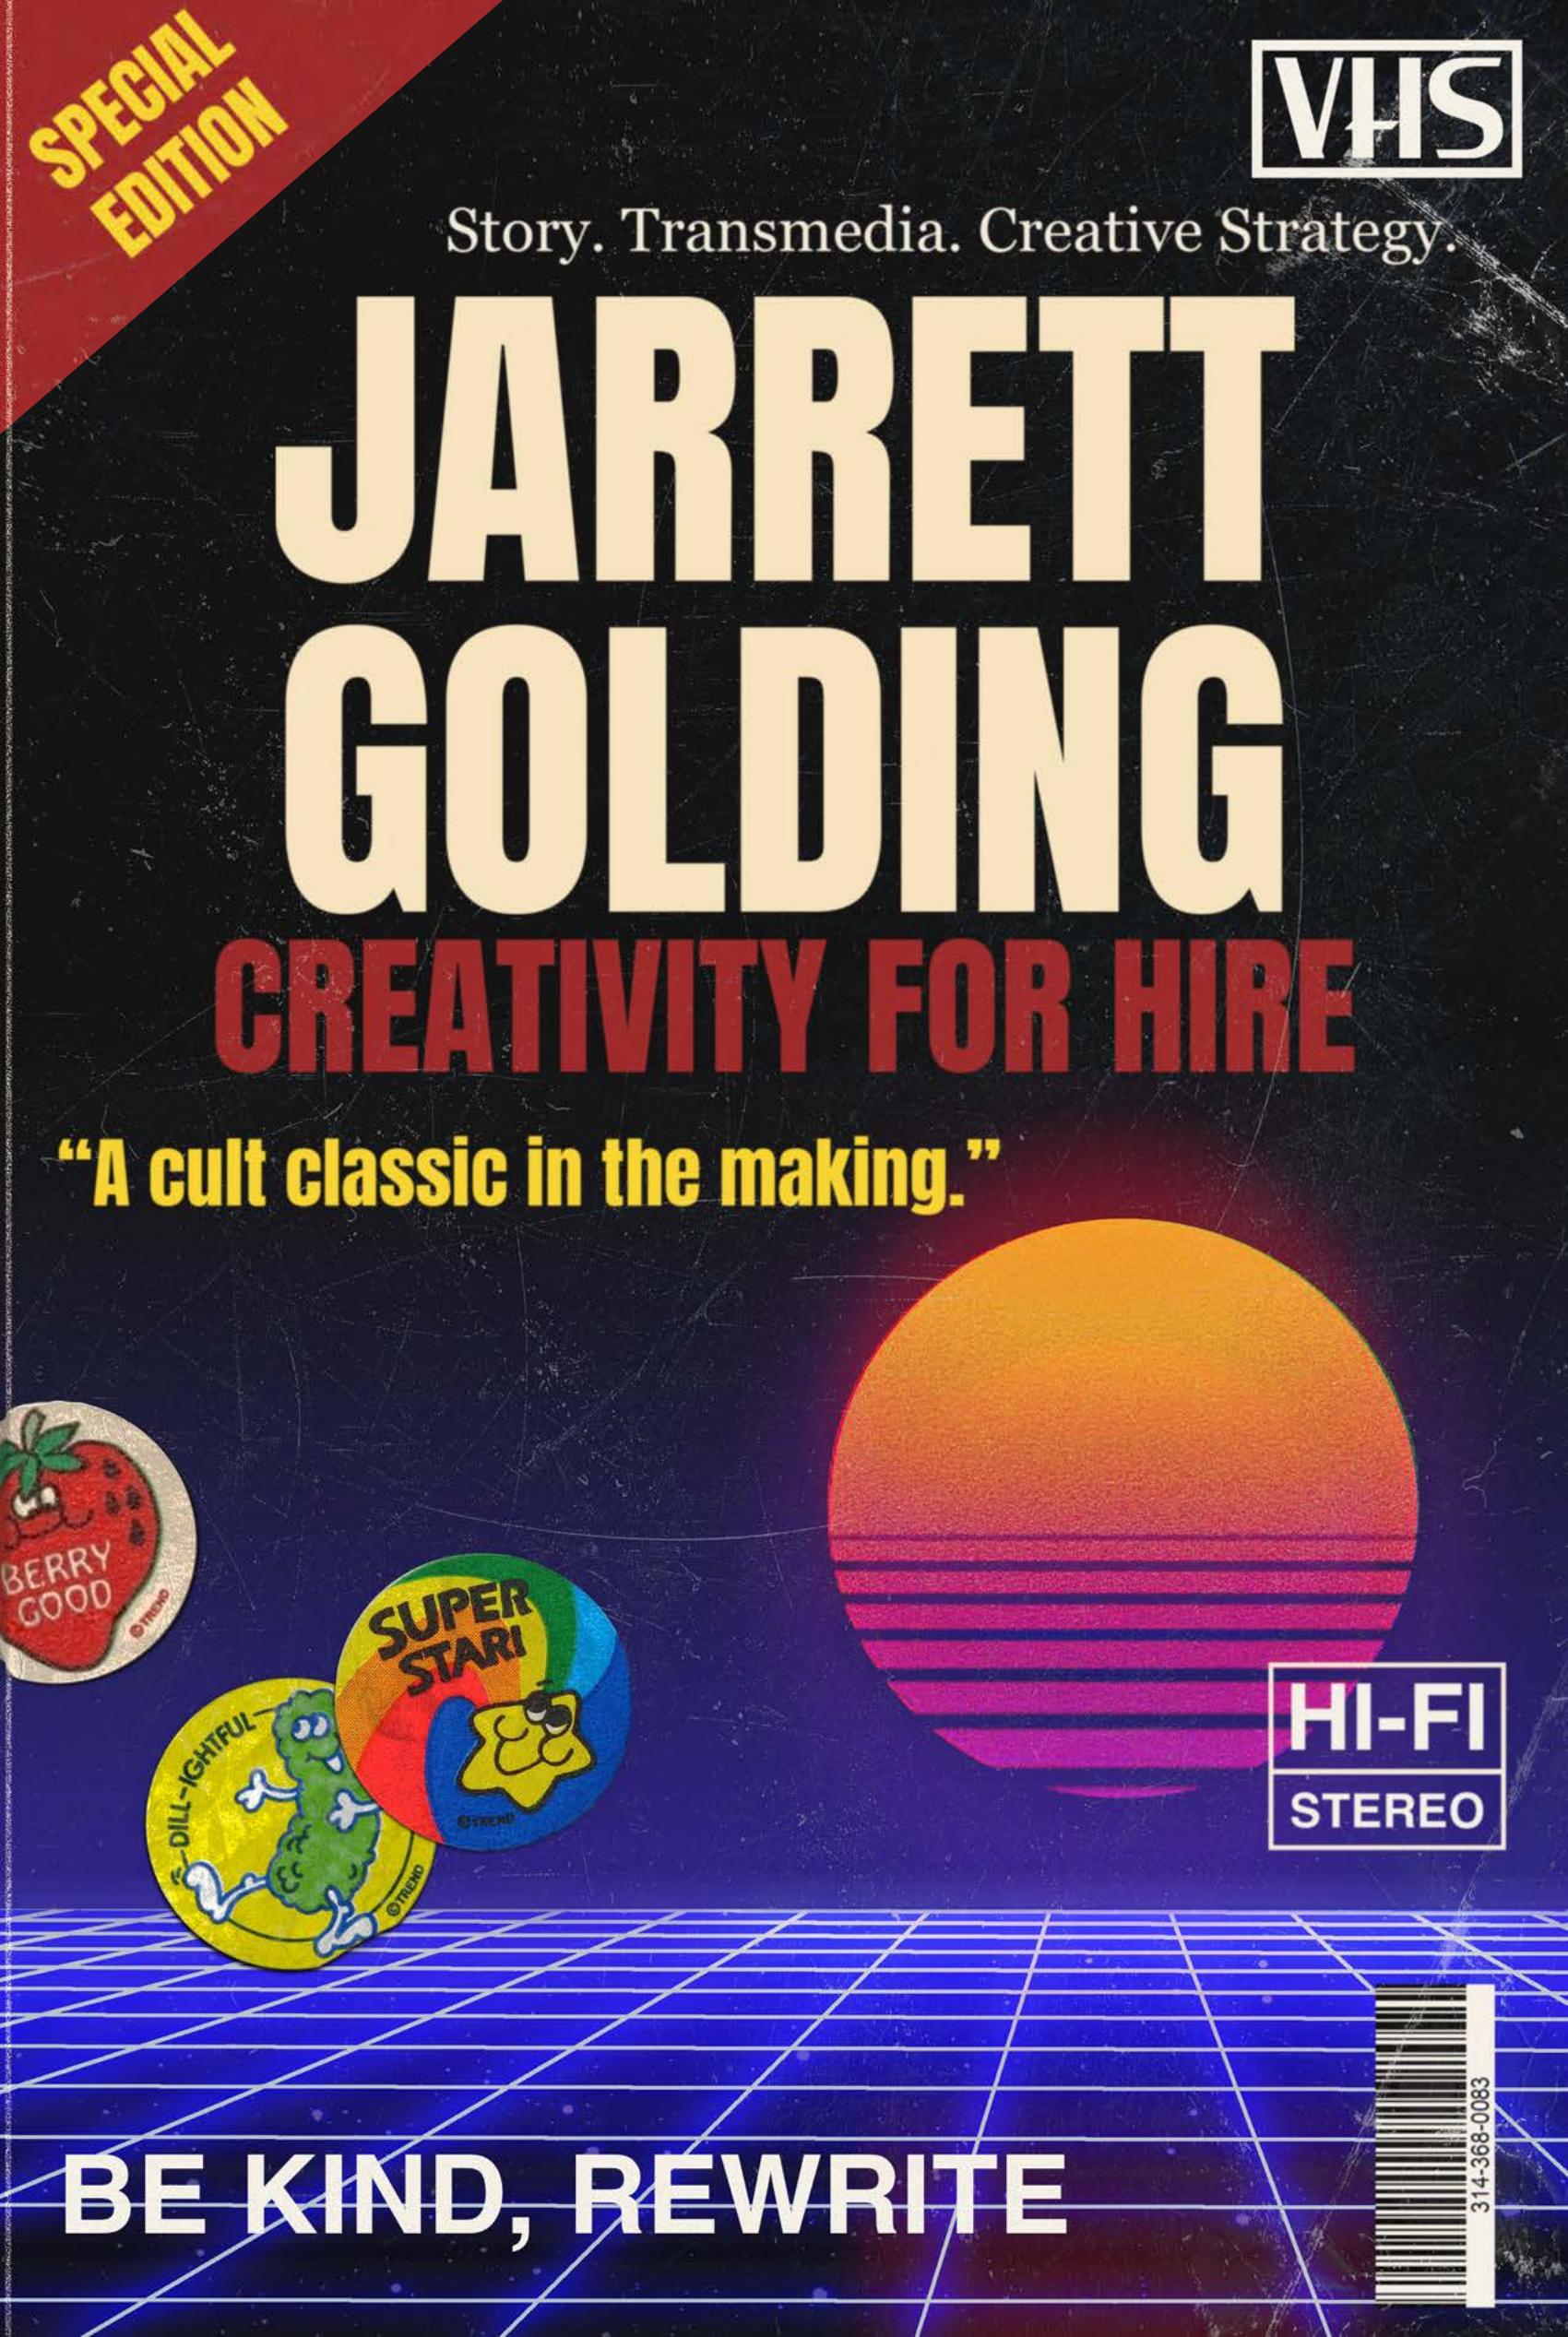 SPECIAL
EDITION
VHS
Story. Transmedia. Creative Strategy.
JARRETT
GOLDING
CREATIVITY FOR HIRE
“A cult classic in the making.”
BERRY
GOOD
©TREND
SUPER
STAR!
©TREND
DILL-IGHTFUL
©TREND
HI-FI
STEREO
314-368-0083
BE KIND, REWRITE